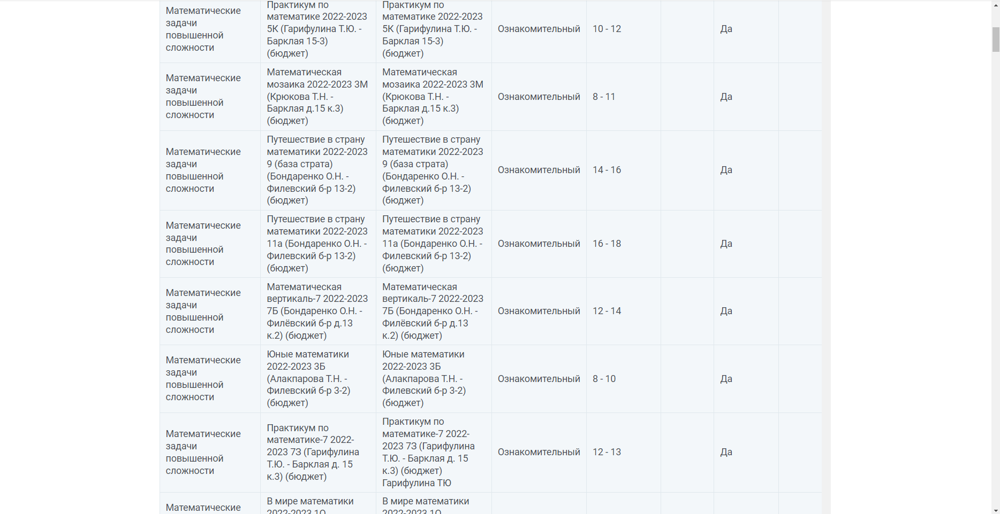 Математические
задачи
повышенной
сложности
Практикум по
математике 2022-2023
5К (Гарифулина Т.Ю. -
Барклая 15-3)
(бюджет)
Практикум по
математике 2022-2023
5К (Гарифулина Т.Ю. -
Барклая 15-3)
(бюджет)
Ознакомительный
10 - 12
Да
Математические
задачи
повышенной
сложности
Математическая
мозаика 2022-2023 3М
(Крюкова Т.Н. -
Барклая д.15 к.3)
(бюджет)
Математическая
мозаика 2022-2023 3М
(Крюкова Т.Н. -
Барклая д.15 к.3)
(бюджет)
Ознакомительный
8 - 11
Да
Математические
задачи
повышенной
сложности
Путешествие в страну
математики 2022-2023
9 (база страта)
(Бондаренко О.Н. -
Филевский б-р 13-2)
(бюджет)
Путешествие в страну
математики 2022-2023
9 (база страта)
(Бондаренко О.Н. -
Филевский б-р 13-2)
(бюджет)
Ознакомительный
14 - 16
Да
Математические
задачи
повышенной
сложности
Путешествие в страну
математики 2022-2023
11а (Бондаренко О.Н. -
Филевский б-р 13-2)
(бюджет)
Путешествие в страну
математики 2022-2023
11а (Бондаренко О.Н. -
Филевский б-р 13-2)
(бюджет)
Ознакомительный
16 - 18
Да
Математические
задачи
повышенной
сложности
Математическая
вертикаль-7 2022-2023
7Б (Бондаренко О.Н. -
Филёвский б-р д.13
к.2) (бюджет)
Математическая
вертикаль-7 2022-2023
7Б (Бондаренко О.Н. -
Филёвский б-р д.13
к.2) (бюджет)
Ознакомительный
12 - 14
Да
Математические
задачи
повышенной
сложности
Юные математики
2022-2023 3Б
(Алакпарова Т.Н. -
Филевский б-р 3-2)
(бюджет)
Юные математики
2022-2023 3Б
(Алакпарова Т.Н. -
Филевский б-р 3-2)
(бюджет)
Ознакомительный
8 - 10
Да
Математические
задачи
повышенной
сложности
Практикум по
математике-7 2022-
2023 7З (Гарифулина
Т.Ю. - Барклая д. 15
к.3) (бюджет)
Практикум по
математике-7 2022-
2023 7З (Гарифулина
Т.Ю. - Барклая д. 15
к.3) (бюджет)
Гарифулина ТЮ
Ознакомительный
12 - 13
Да
Математические
В мире математики
2022-2023 1О
В мире математики
2022-2023 1О